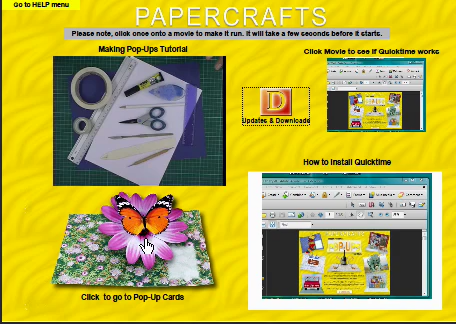 Go to HELP menu
PAPERCRAFTS
Please note, click once onto a movie to make it run. It will take a few seconds before it starts.
Making Pop-Ups Tutorial
Click Movie to see if Quicktime works
D
Updates & Downloads
How to install Quicktime
Click to go to Pop-Up Cards